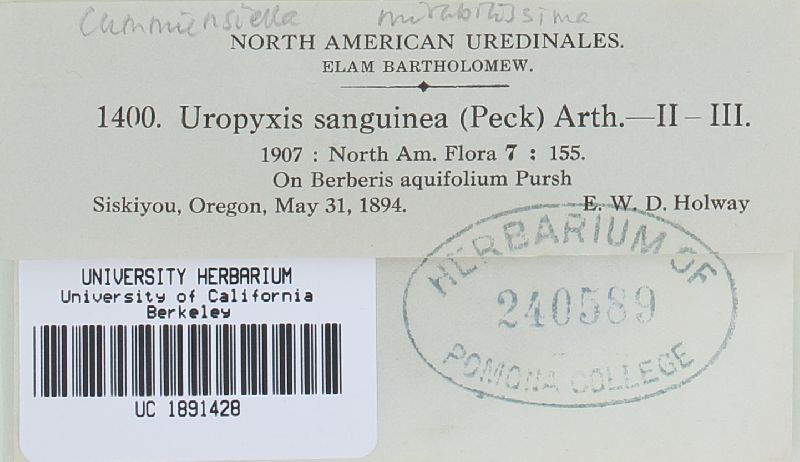 Cumminsiella mirabilissima
NORTH AMERICAN UREDINALES.
ELAM BARTHOLOMEW.
1400. Uropyxis sanguinea (Peck) Arth.—II – III.
1907 : North Am. Flora 7 : 155.
On Berberis aquifolium Pursh
Siskiyou, Oregon, May 31, 1894. E. W. D. Holway
HERBARIUM OF
240589
POMONA COLLEGE
UNIVERSITY HERBARIUM
University of California
Berkeley
UC 1891428